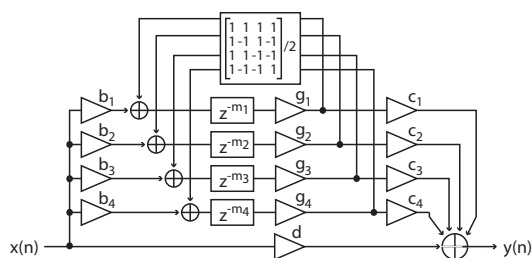 1 1 1 1
1-1 1-1
1 1-1-1
1-1-1 1
/2
b1 z-m1 g1 c1
b2 z-m2 g2 c2
b3 z-m3 g3 c3
b4 z-m4 g4 c4
x(n) d y(n)